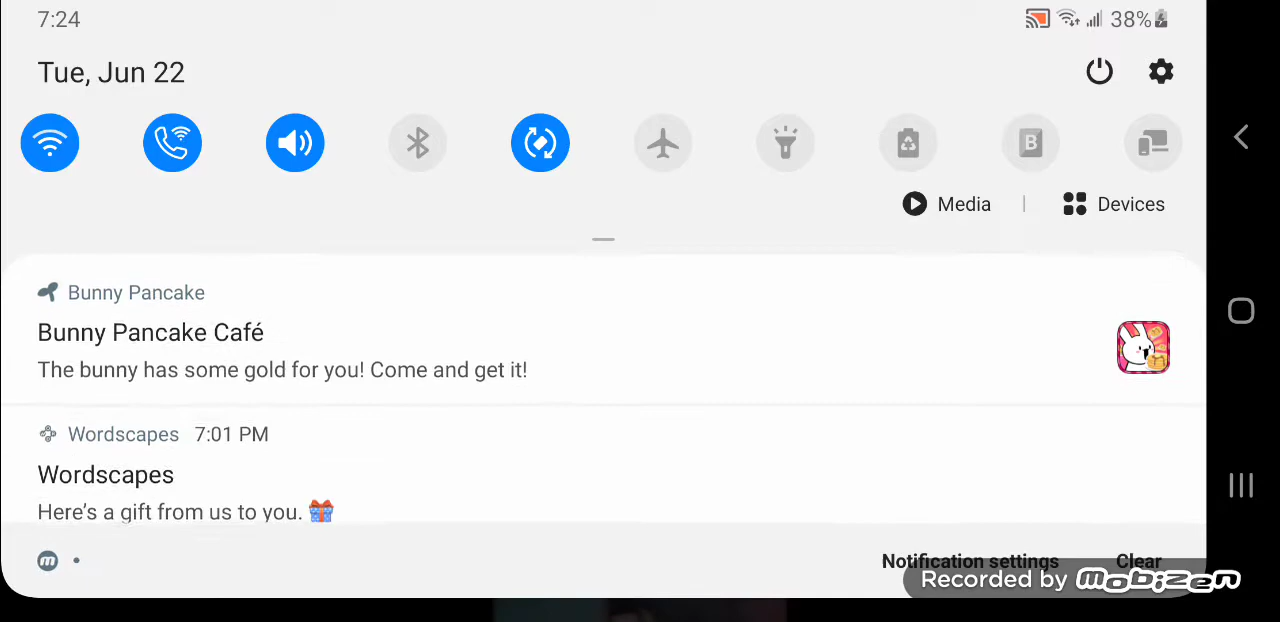 7:24
38%
Tue, Jun 22
B
Media | Devices
Bunny Pancake
Bunny Pancake Café
The bunny has some gold for you! Come and get it!
Wordscapes 7:01 PM
Wordscapes
Here's a gift from us to you. 🎁
m
Notification settings
Clear
Recorded by mobizen